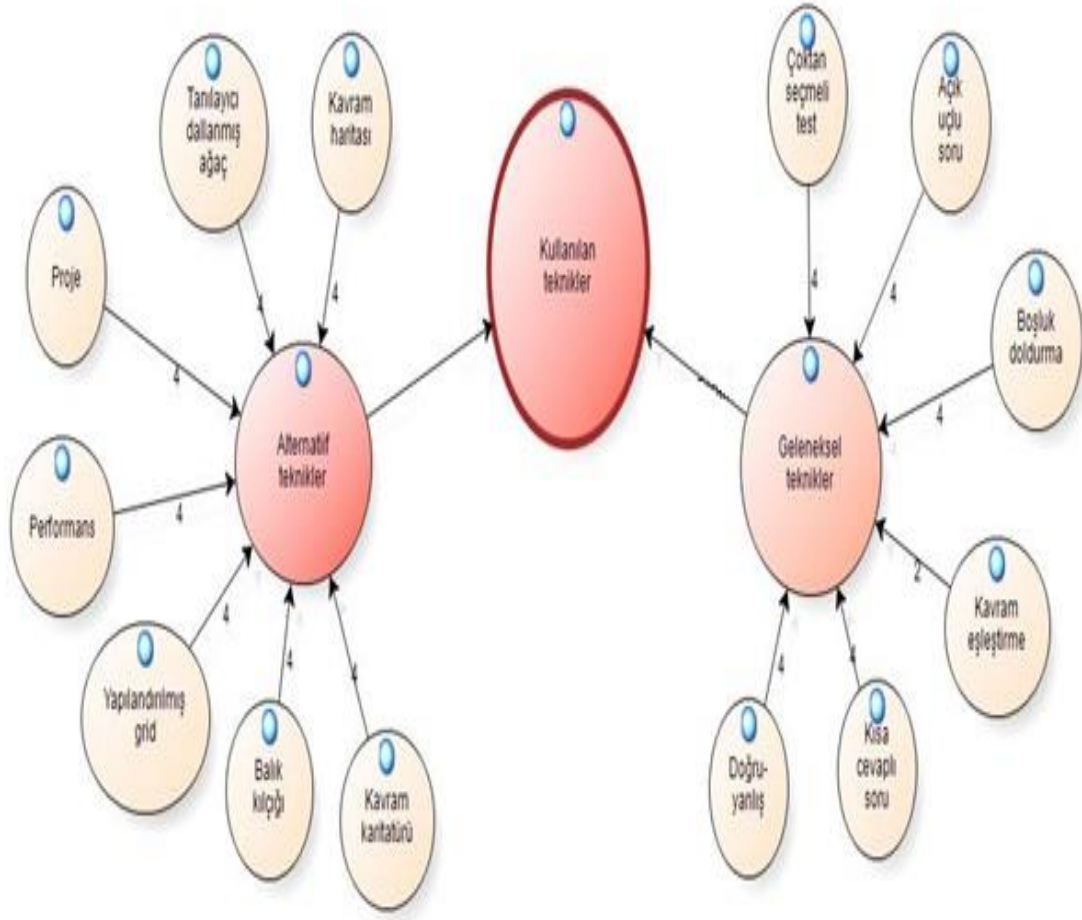 Tanılayıcı
dallanmış
ağaç
4
Kavram
haritası
4
Proje
4
Performans
4
Yapılandırılmış
grid
4
Balık
kılçığı
4
Kavram
karitatürü
4
Alternatif
teknikler
Kullanılan
teknikler
Çoktan
seçmeli
test
4
Açık
uçlu
soru
4
Boşluk
doldurma
4
Kavram
eşleştirme
2
Kısa
cevaplı
soru
4
Doğru-
yanlış
4
Geleneksel
teknikler